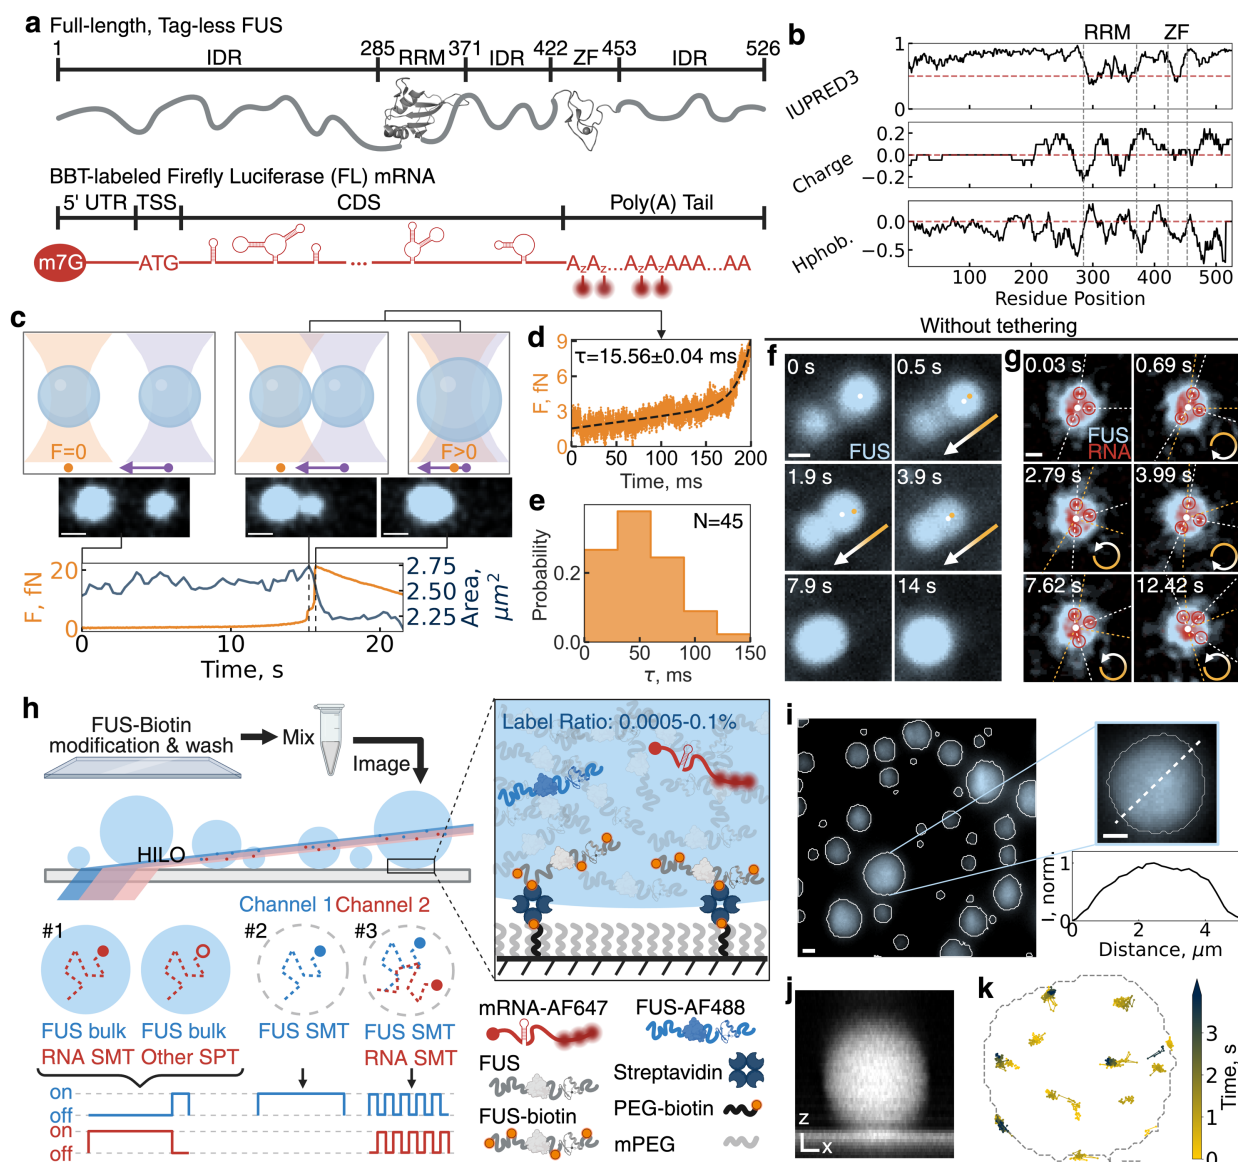 a Full-length, Tag-less FUS
1 IDR 285 RRM 371 IDR 422 ZF 453 IDR 526
BBT-labeled Firefly Luciferase (FL) mRNA
5' UTR TSS CDS Poly(A) Tail
m7G ATG ... AzAz...AzAzAAA...AA
b RRM ZF
IUPRED3 1 0
Charge 0.2 0.0 −0.2
Hphob. 0.0 −0.5
100 200 300 400 500
Residue Position
c
F=0 F>0
F, fN 20 0
2.75 2.50 2.25 Area, μm²
0 10 20
Time, s
d
τ=15.56±0.04 ms
F, fN 9 6 3 0
0 50 100 150 200
Time, ms
e
N=45
Probability 0.2 0.0
0 50 100 150
τ, ms
Without tethering
f
0 s 0.5 s
FUS
1.9 s 3.9 s
7.9 s 14 s
g
0.03 s 0.69 s
FUS
RNA
2.79 s 3.99 s
7.62 s 12.42 s
h
FUS-Biotin
modification & wash
Mix
Image
HILO
Label Ratio: 0.0005-0.1%
Channel 1 Channel 2
#1 #2 #3
FUS bulk FUS bulk FUS SMT FUS SMT
RNA SMT Other SPT RNA SMT
on
off
on
off
mRNA-AF647 FUS-AF488
FUS Streptavidin
FUS-biotin PEG-biotin
mPEG
i
I, norm. 1 0
0 2 4
Distance, μm
j
z
x
k
3
2
1
0
Time, s